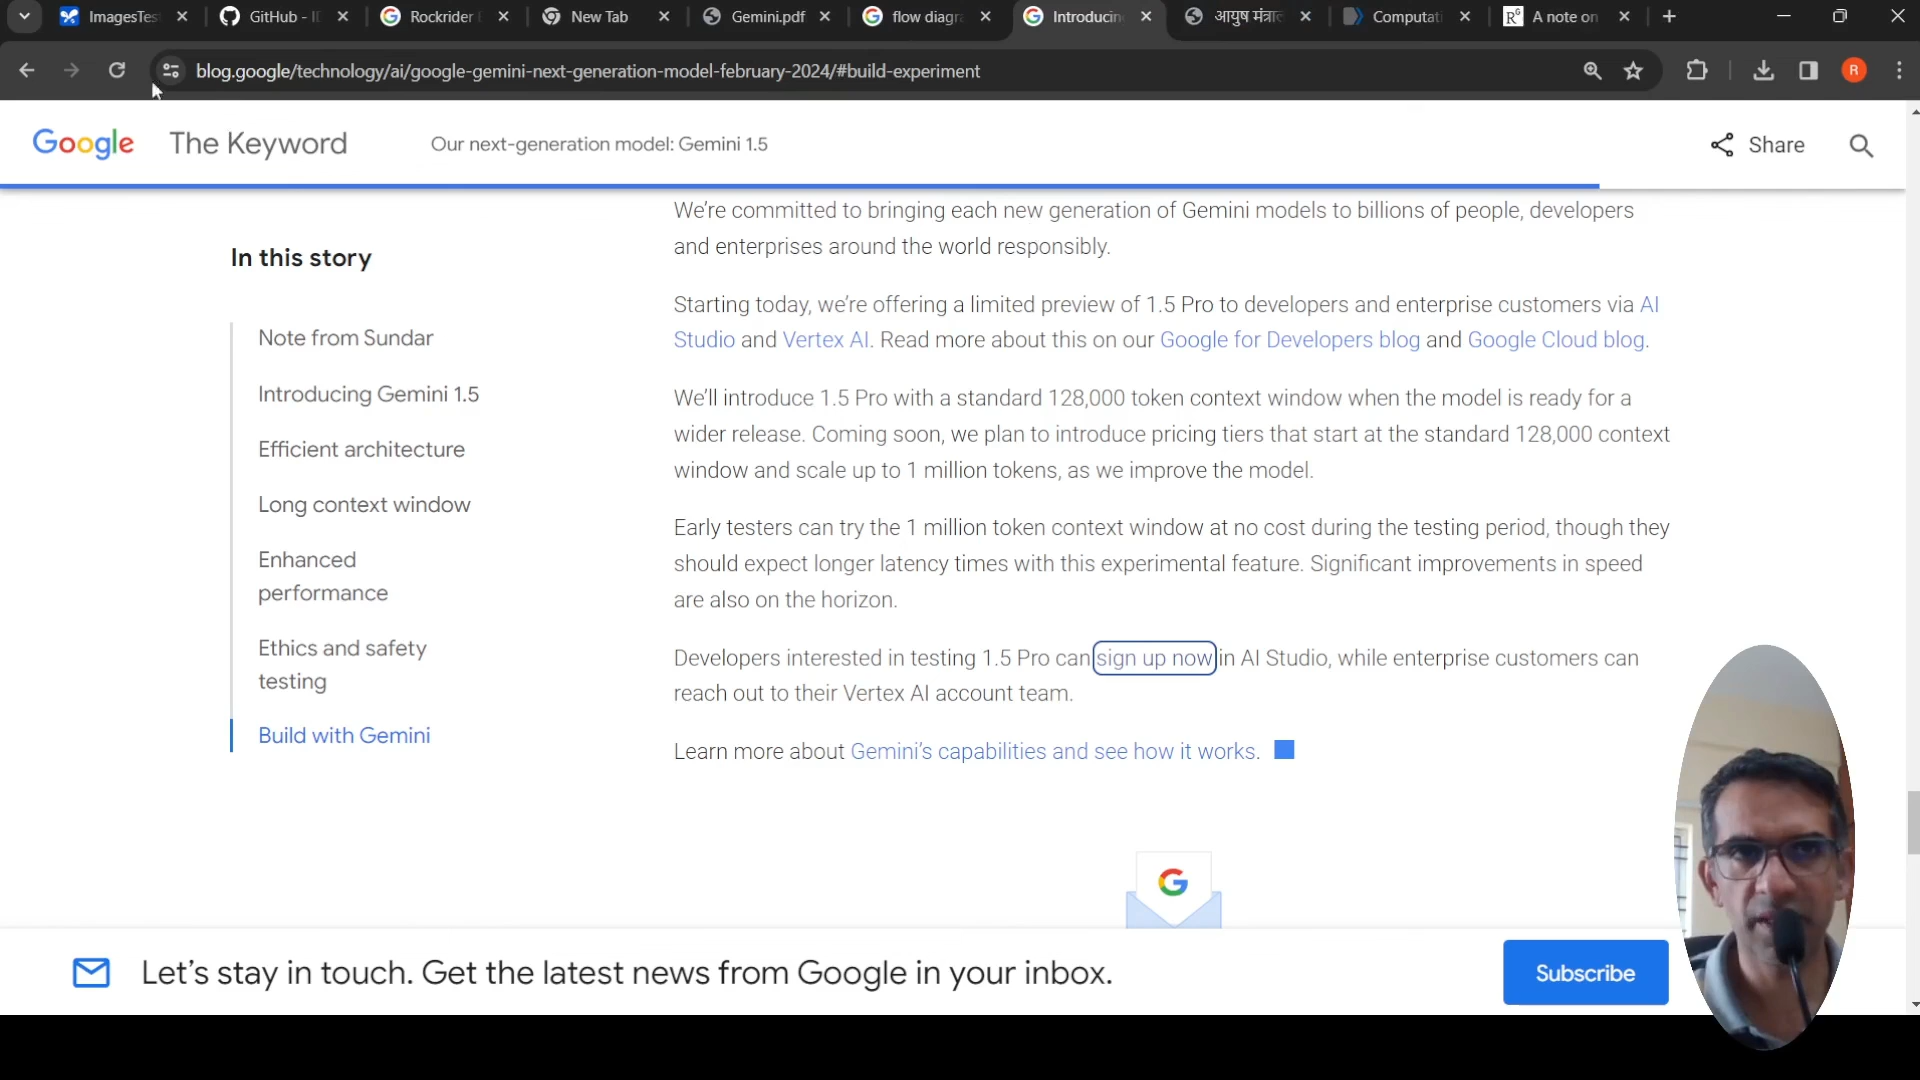 ImagesTes
GitHub - I
Rockrider
New Tab
Gemini.pdf
flow diagr
Introducin
आयुष मंत्राल
Computat
A note on
blog.google/technology/ai/google-gemini-next-generation-model-february-2024/#build-experiment
R
Google
The Keyword
Our next-generation model: Gemini 1.5
Share
In this story
Note from Sundar
Introducing Gemini 1.5
Efficient architecture
Long context window
Enhanced
performance
Ethics and safety
testing
Build with Gemini
We're committed to bringing each new generation of Gemini models to billions of people, developers
and enterprises around the world responsibly.
Starting today, we're offering a limited preview of 1.5 Pro to developers and enterprise customers via AI
Studio and Vertex AI. Read more about this on our Google for Developers blog and Google Cloud blog.
We'll introduce 1.5 Pro with a standard 128,000 token context window when the model is ready for a
wider release. Coming soon, we plan to introduce pricing tiers that start at the standard 128,000 context
window and scale up to 1 million tokens, as we improve the model.
Early testers can try the 1 million token context window at no cost during the testing period, though they
should expect longer latency times with this experimental feature. Significant improvements in speed
are also on the horizon.
Developers interested in testing 1.5 Pro can sign up now in AI Studio, while enterprise customers can
reach out to their Vertex AI account team.
Learn more about Gemini's capabilities and see how it works.
Let's stay in touch. Get the latest news from Google in your inbox.
Subscribe